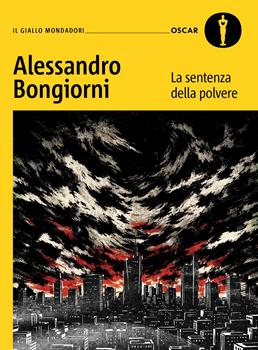 IL GIALLO MONDADORI
OSCAR
Alessandro
Bongiorni
La sentenza
della polvere